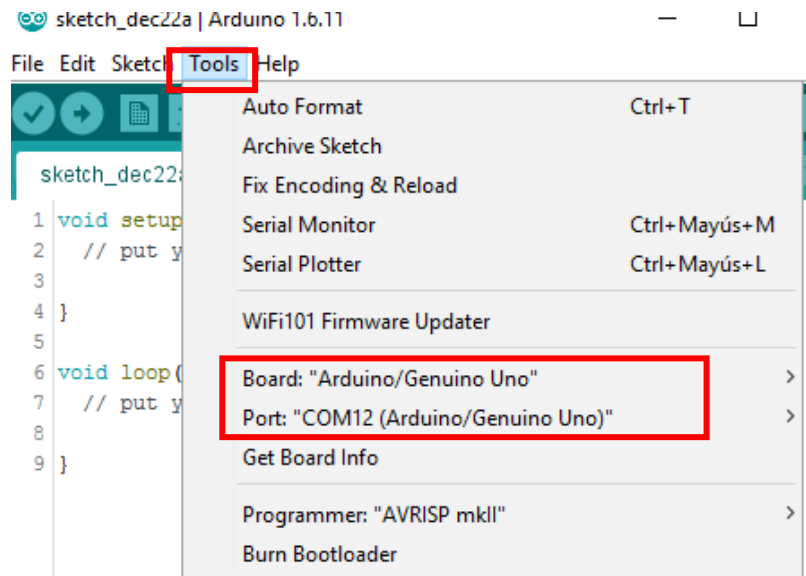 sketch_dec22a | Arduino 1.6.11
File Edit Sketch Tools Help
Auto Format Ctrl+T
Archive Sketch
sketch_dec22a
Fix Encoding & Reload
1 void setup
Serial Monitor Ctrl+Mayús+M
2 // put y
Serial Plotter Ctrl+Mayús+L
3
4 }
WiFi101 Firmware Updater
5
6 void loop(
Board: "Arduino/Genuino Uno"
7 // put y
Port: "COM12 (Arduino/Genuino Uno)"
8
9 }
Get Board Info
Programmer: "AVRISP mkII"
Burn Bootloader